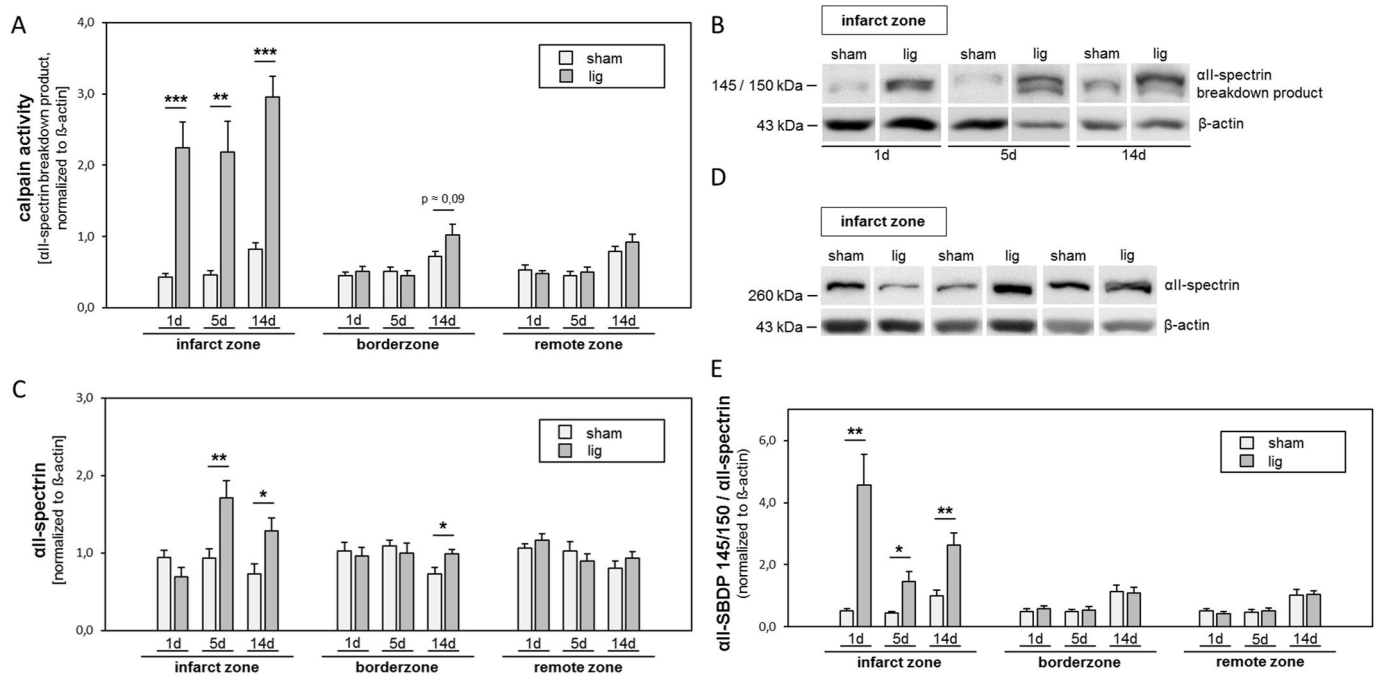 A
4,0
3,0
2,0
1,0
0,0
calpain activity
[αII-spectrin breakdown product,
normalized to ß-actin]
***
**
***
p ≈ 0,09
sham
lig
1d 5d 14d 1d 5d 14d 1d 5d 14d
infarct zone borderzone remote zone
B
infarct zone
sham lig sham lig sham lig
145 / 150 kDa
αII-spectrin
breakdown product
43 kDa
β-actin
1d 5d 14d
C
3,0
2,0
1,0
0,0
αII-spectrin
[normalized to ß-actin]
**
*
*
sham
lig
1d 5d 14d 1d 5d 14d 1d 5d 14d
infarct zone borderzone remote zone
D
infarct zone
sham lig sham lig sham lig
260 kDa
αII-spectrin
43 kDa
β-actin
E
6,0
4,0
2,0
0,0
αII-SBDP 145/150 / αII-spectrin
(normalized to ß-actin)
**
*
**
sham
lig
1d 5d 14d 1d 5d 14d 1d 5d 14d
infarct zone borderzone remote zone